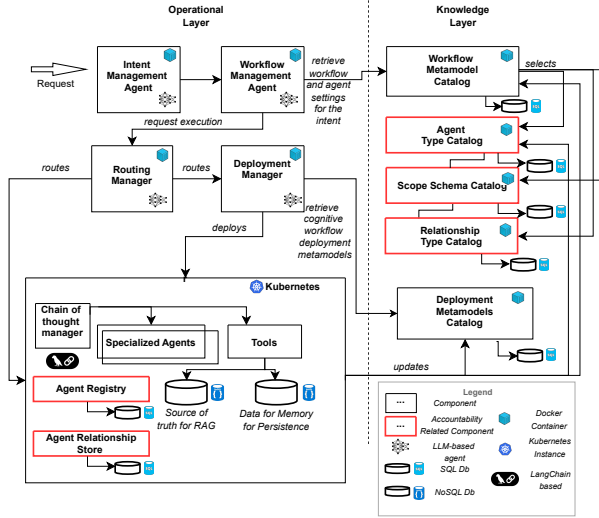 Operational
Layer
Knowledge
Layer
Request
Intent
Management
Agent
Workflow
Management
Agent
retrieve
workflow
and agent
settings
for the
intent
Workflow
Metamodel
Catalog
selects
request execution
Agent
Type Catalog
routes
Routing
Manager
routes
Deployment
Manager
Scope Schema Catalog
retrieve
cognitive
workflow
deployment
metamodels
deploys
Relationship
Type Catalog
Kubernetes
Chain of
thought
manager
Specialized Agents
Tools
Deployment
Metamodels
Catalog
updates
Agent Registry
Source of
truth for RAG
Data for Memory
for Persistence
Agent Relationship
Store
Legend
...
Component
...
Accountability
Related Component
LLM-based
agent
SQL Db
NoSQL Db
Docker
Container
Kubernetes
Instance
LangChain
based